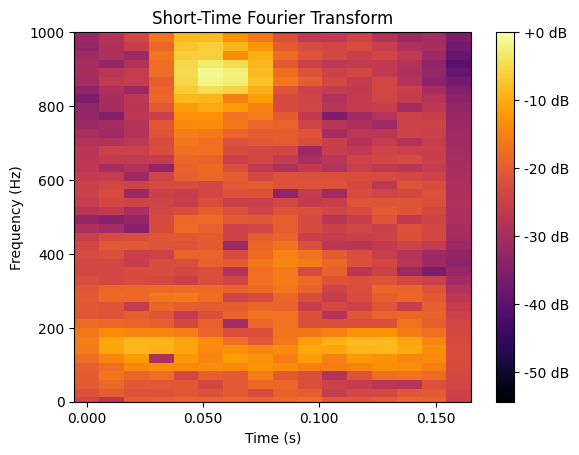 Short-Time Fourier Transform
1000
800
600
400
200
0
Frequency (Hz)
0.000
0.050
0.100
0.150
Time (s)
+0 dB
-10 dB
-20 dB
-30 dB
-40 dB
-50 dB